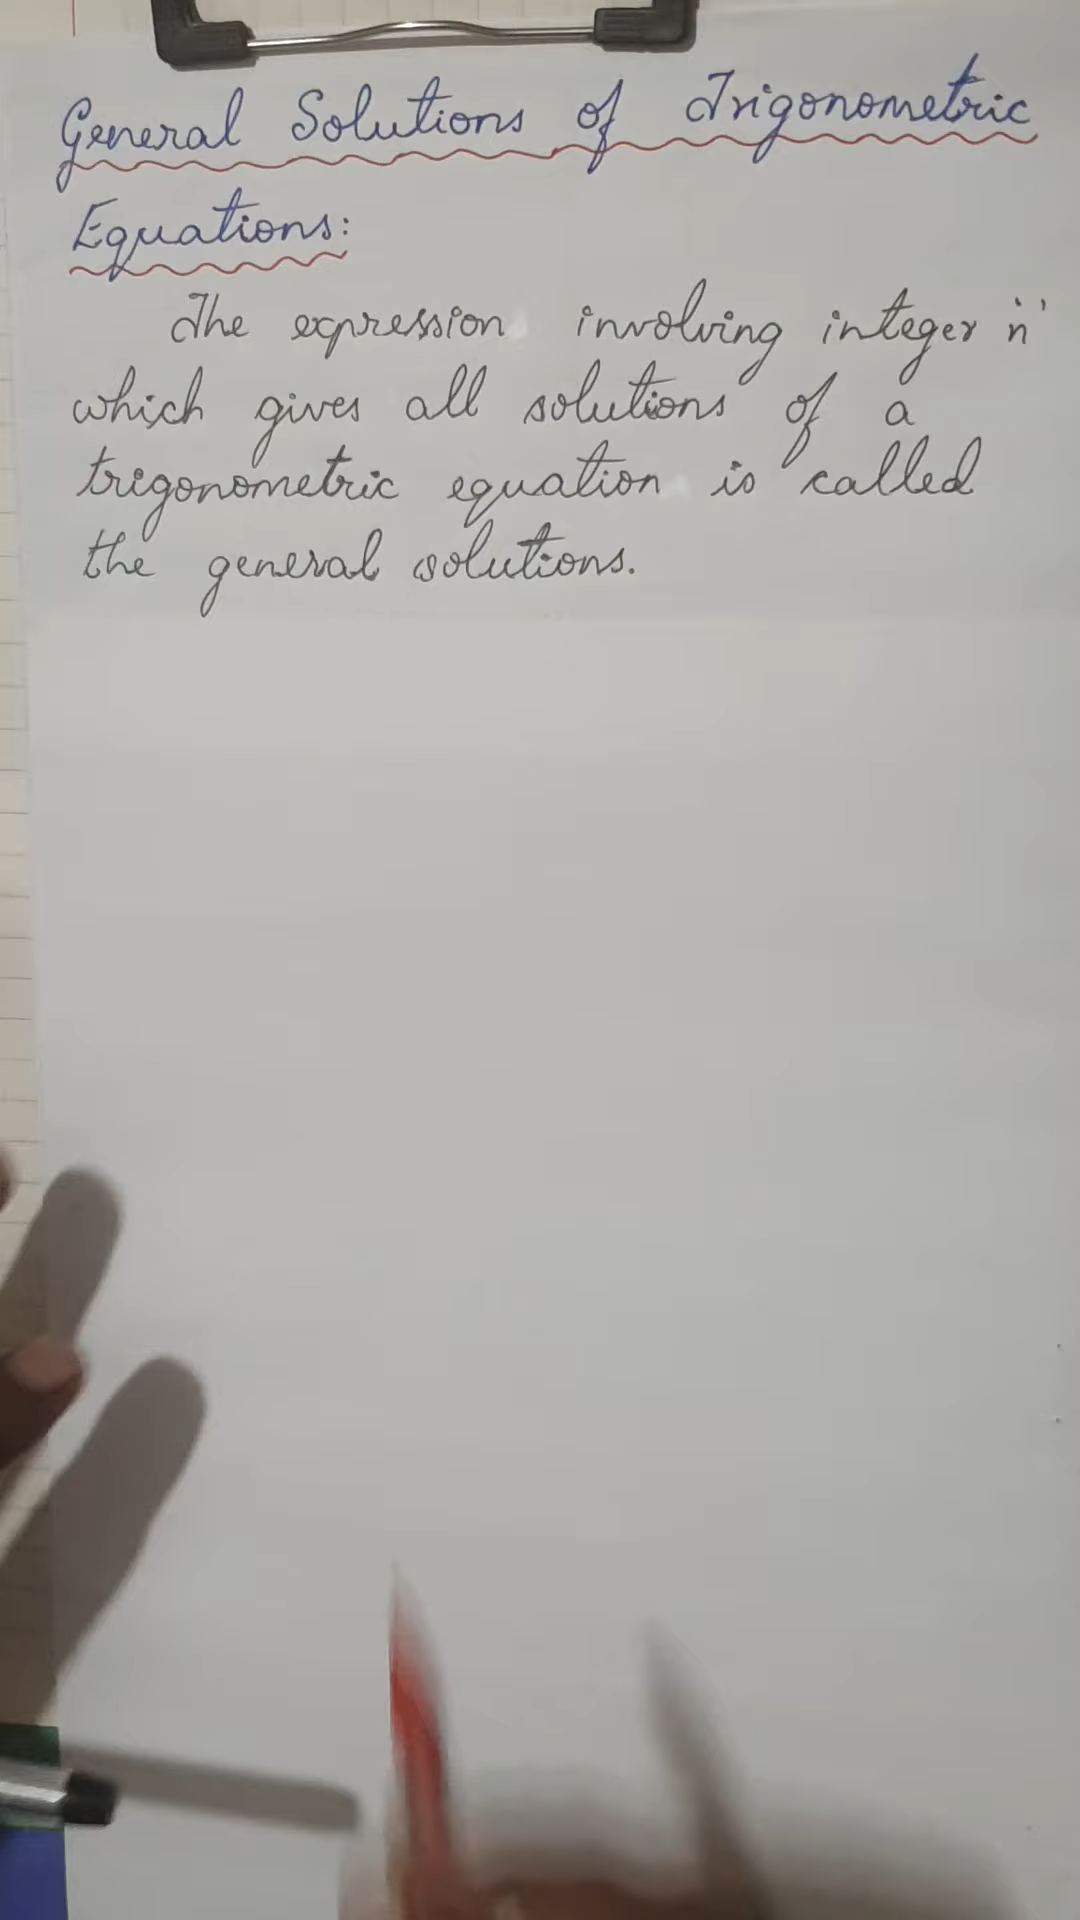 General Solutions of Trigonometric
Equations:
The expression involving integer 'n'
which gives all solutions of a
trigonometric equation is called
the general solutions.